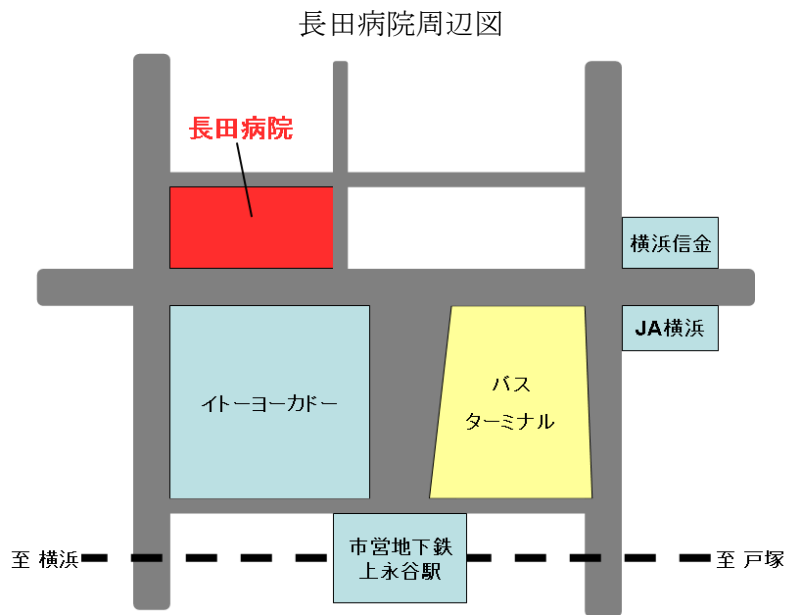 長田病院周辺図
長田病院
横浜信金
JA横浜
イトーヨーカドー
バス
ターミナル
至 横浜
市営地下鉄
上永谷駅
至 戸塚